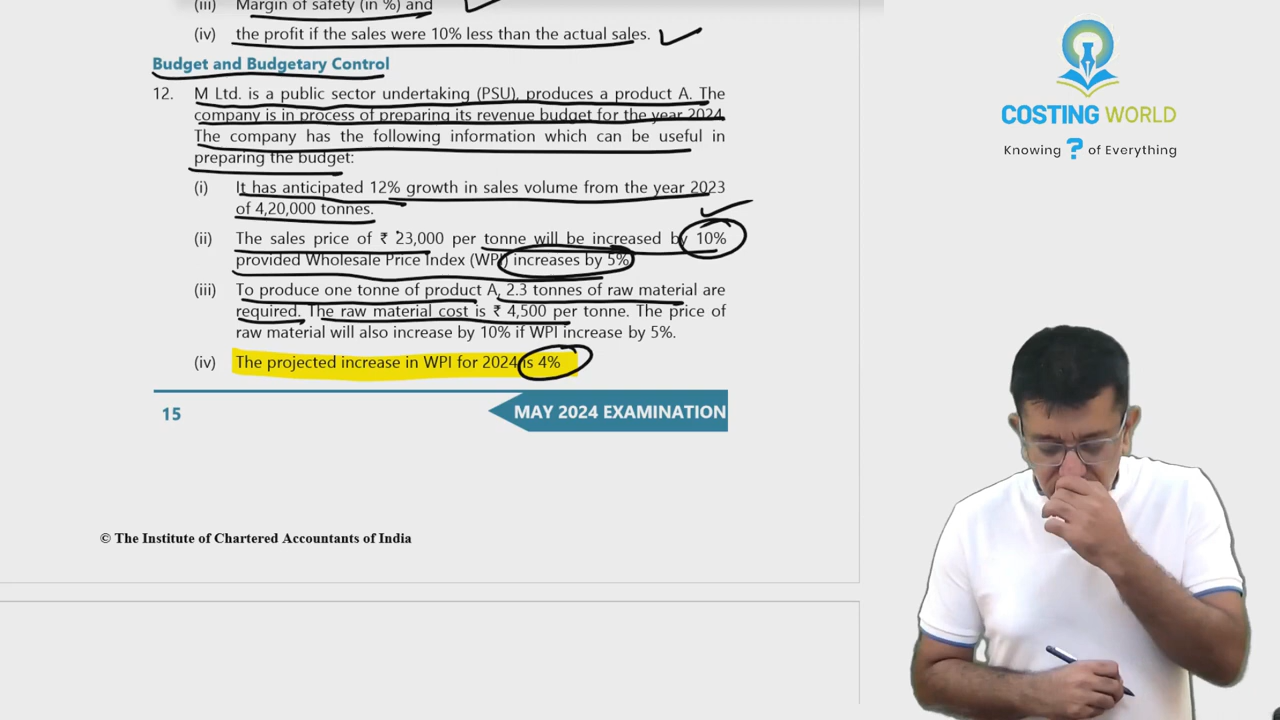 (iii) Margin of safety (in %) and
(iv) the profit if the sales were 10% less than the actual sales.
Budget and Budgetary Control
12. M Ltd. is a public sector undertaking (PSU), produces a product A. The
company is in process of preparing its revenue budget for the year 2024.
The company has the following information which can be useful in
preparing the budget:
(i) It has anticipated 12% growth in sales volume from the year 2023
of 4,20,000 tonnes.
(ii) The sales price of ₹ 23,000 per tonne will be increased by 10%
provided Wholesale Price Index (WPI) increases by 5%
(iii) To produce one tonne of product A, 2.3 tonnes of raw material are
required. The raw material cost is ₹ 4,500 per tonne. The price of
raw material will also increase by 10% if WPI increase by 5%.
(iv) The projected increase in WPI for 2024 is 4%
15 MAY 2024 EXAMINATION
© The Institute of Chartered Accountants of India
COSTING WORLD
Knowing ? of Everything